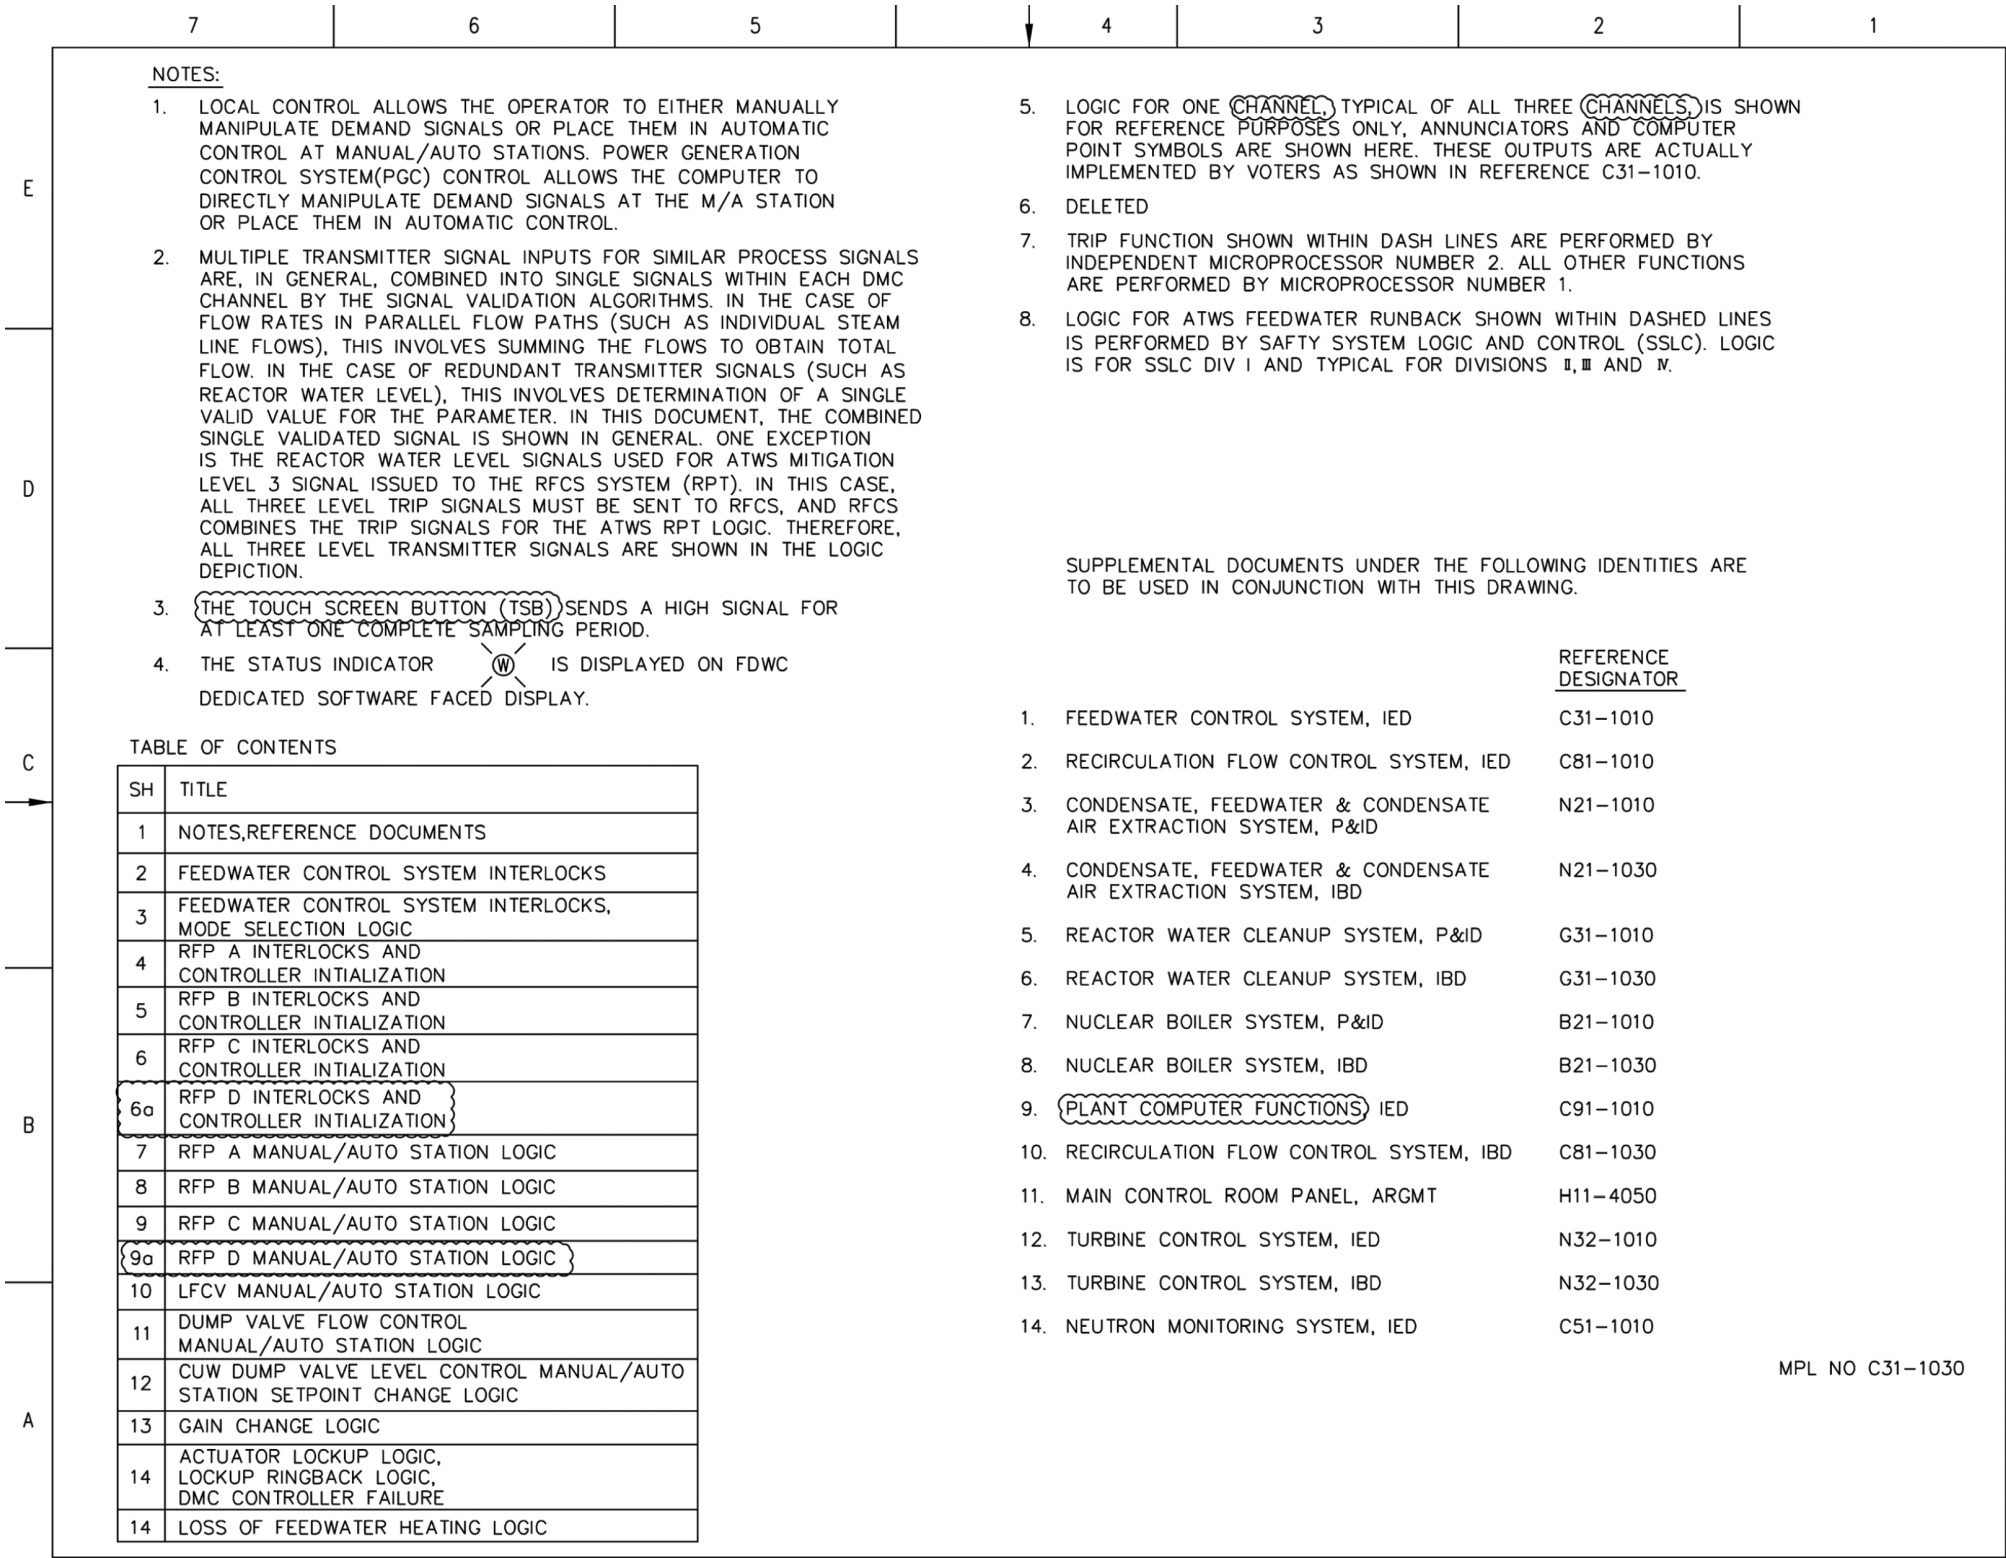 7 6 5 4 3 2 1
E
D
C
B
A
NOTES:
1. LOCAL CONTROL ALLOWS THE OPERATOR TO EITHER MANUALLY
MANIPULATE DEMAND SIGNALS OR PLACE THEM IN AUTOMATIC
CONTROL AT MANUAL/AUTO STATIONS. POWER GENERATION
CONTROL SYSTEM(PGC) CONTROL ALLOWS THE COMPUTER TO
DIRECTLY MANIPULATE DEMAND SIGNALS AT THE M/A STATION
OR PLACE THEM IN AUTOMATIC CONTROL.
2. MULTIPLE TRANSMITTER SIGNAL INPUTS FOR SIMILAR PROCESS SIGNALS
ARE, IN GENERAL, COMBINED INTO SINGLE SIGNALS WITHIN EACH DMC
CHANNEL BY THE SIGNAL VALIDATION ALGORITHMS. IN THE CASE OF
FLOW RATES IN PARALLEL FLOW PATHS (SUCH AS INDIVIDUAL STEAM
LINE FLOWS), THIS INVOLVES SUMMING THE FLOWS TO OBTAIN TOTAL
FLOW. IN THE CASE OF REDUNDANT TRANSMITTER SIGNALS (SUCH AS
REACTOR WATER LEVEL), THIS INVOLVES DETERMINATION OF A SINGLE
VALID VALUE FOR THE PARAMETER. IN THIS DOCUMENT, THE COMBINED
SINGLE VALIDATED SIGNAL IS SHOWN IN GENERAL. ONE EXCEPTION
IS THE REACTOR WATER LEVEL SIGNALS USED FOR ATWS MITIGATION
LEVEL 3 SIGNAL ISSUED TO THE RFCS SYSTEM (RPT). IN THIS CASE,
ALL THREE LEVEL TRIP SIGNALS MUST BE SENT TO RFCS, AND RFCS
COMBINES THE TRIP SIGNALS FOR THE ATWS RPT LOGIC. THEREFORE,
ALL THREE LEVEL TRANSMITTER SIGNALS ARE SHOWN IN THE LOGIC
DEPICTION.
3. THE TOUCH SCREEN BUTTON (TSB) SENDS A HIGH SIGNAL FOR
AT LEAST ONE COMPLETE SAMPLING PERIOD.
4. THE STATUS INDICATOR W IS DISPLAYED ON FDWC
DEDICATED SOFTWARE FACED DISPLAY.
TABLE OF CONTENTS
SH TITLE
1 NOTES,REFERENCE DOCUMENTS
2 FEEDWATER CONTROL SYSTEM INTERLOCKS
3 FEEDWATER CONTROL SYSTEM INTERLOCKS,
MODE SELECTION LOGIC
4 RFP A INTERLOCKS AND
CONTROLLER INTIALIZATION
5 RFP B INTERLOCKS AND
CONTROLLER INTIALIZATION
6 RFP C INTERLOCKS AND
CONTROLLER INTIALIZATION
6a RFP D INTERLOCKS AND
CONTROLLER INTIALIZATION
7 RFP A MANUAL/AUTO STATION LOGIC
8 RFP B MANUAL/AUTO STATION LOGIC
9 RFP C MANUAL/AUTO STATION LOGIC
9a RFP D MANUAL/AUTO STATION LOGIC
10 LFCV MANUAL/AUTO STATION LOGIC
11 DUMP VALVE FLOW CONTROL
MANUAL/AUTO STATION LOGIC
12 CUW DUMP VALVE LEVEL CONTROL MANUAL/AUTO
STATION SETPOINT CHANGE LOGIC
13 GAIN CHANGE LOGIC
14 ACTUATOR LOCKUP LOGIC,
LOCKUP RINGBACK LOGIC,
DMC CONTROLLER FAILURE
14 LOSS OF FEEDWATER HEATING LOGIC
5. LOGIC FOR ONE CHANNEL, TYPICAL OF ALL THREE CHANNELS, IS SHOWN
FOR REFERENCE PURPOSES ONLY, ANNUNCIATORS AND COMPUTER
POINT SYMBOLS ARE SHOWN HERE. THESE OUTPUTS ARE ACTUALLY
IMPLEMENTED BY VOTERS AS SHOWN IN REFERENCE C31-1010.
6. DELETED
7. TRIP FUNCTION SHOWN WITHIN DASH LINES ARE PERFORMED BY
INDEPENDENT MICROPROCESSOR NUMBER 2. ALL OTHER FUNCTIONS
ARE PERFORMED BY MICROPROCESSOR NUMBER 1.
8. LOGIC FOR ATWS FEEDWATER RUNBACK SHOWN WITHIN DASHED LINES
IS PERFORMED BY SAFTY SYSTEM LOGIC AND CONTROL (SSLC). LOGIC
IS FOR SSLC DIV I AND TYPICAL FOR DIVISIONS II, III AND IV.
SUPPLEMENTAL DOCUMENTS UNDER THE FOLLOWING IDENTITIES ARE
TO BE USED IN CONJUNCTION WITH THIS DRAWING.
REFERENCE
DESIGNATOR
1. FEEDWATER CONTROL SYSTEM, IED C31-1010
2. RECIRCULATION FLOW CONTROL SYSTEM, IED C81-1010
3. CONDENSATE, FEEDWATER & CONDENSATE N21-1010
AIR EXTRACTION SYSTEM, P&ID
4. CONDENSATE, FEEDWATER & CONDENSATE N21-1030
AIR EXTRACTION SYSTEM, IBD
5. REACTOR WATER CLEANUP SYSTEM, P&ID G31-1010
6. REACTOR WATER CLEANUP SYSTEM, IBD G31-1030
7. NUCLEAR BOILER SYSTEM, P&ID B21-1010
8. NUCLEAR BOILER SYSTEM, IBD B21-1030
9. PLANT COMPUTER FUNCTIONS, IED C91-1010
10. RECIRCULATION FLOW CONTROL SYSTEM, IBD C81-1030
11. MAIN CONTROL ROOM PANEL, ARGMT H11-4050
12. TURBINE CONTROL SYSTEM, IED N32-1010
13. TURBINE CONTROL SYSTEM, IBD N32-1030
14. NEUTRON MONITORING SYSTEM, IED C51-1010
MPL NO C31-1030